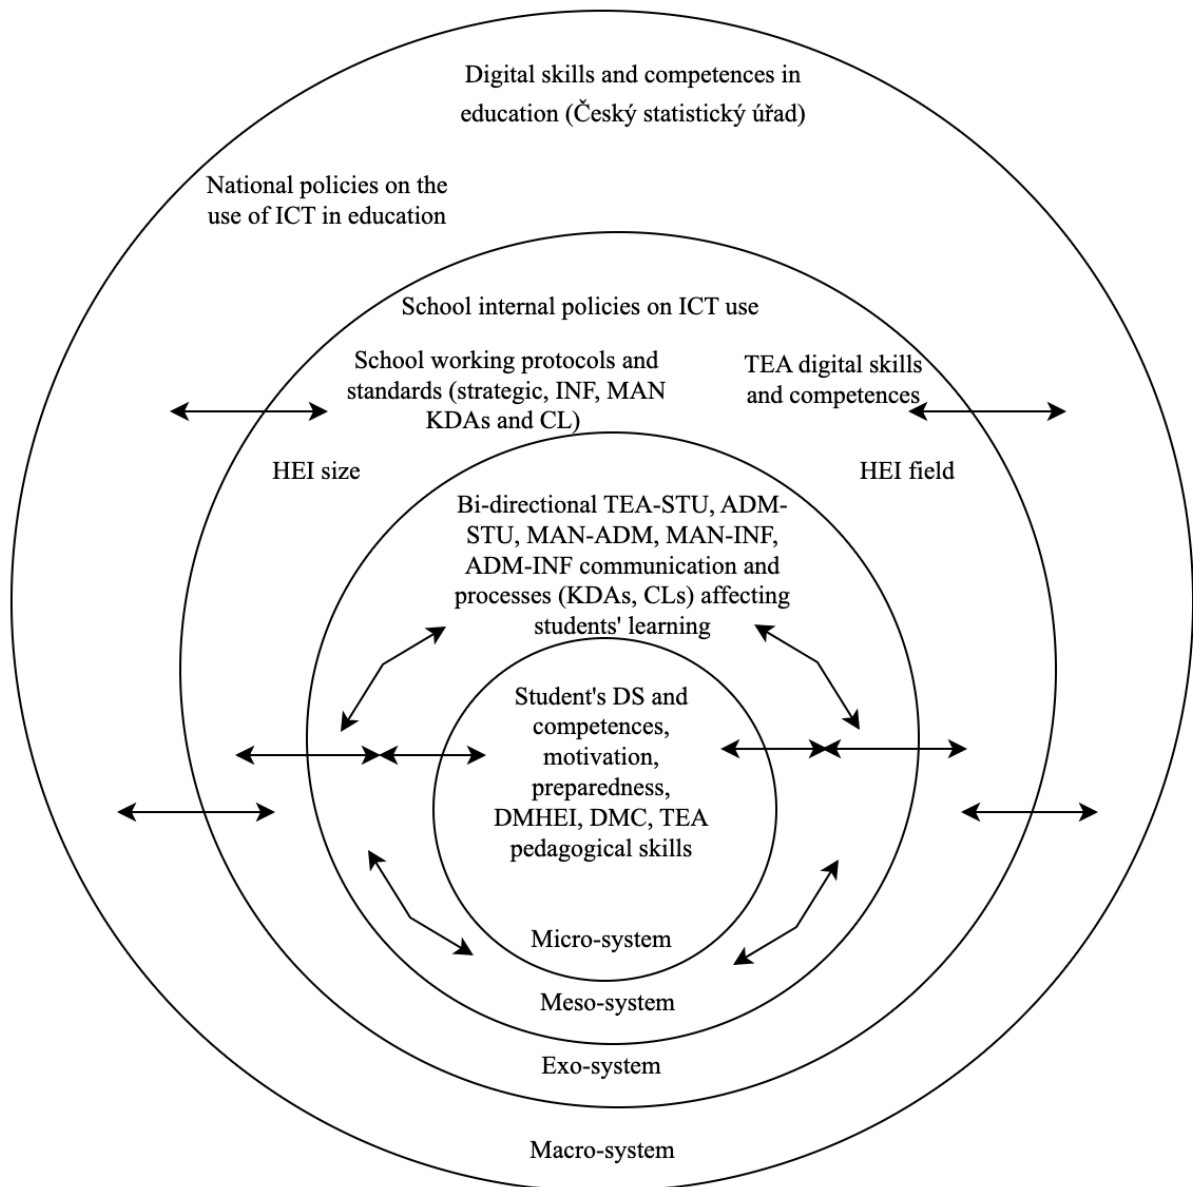 Digital skills and competences in
education (Český statistický úřad)
National policies on the
use of ICT in education
School internal policies on ICT use
School working protocols and
standards (strategic, INF, MAN
KDAs and CL)
TEA digital skills
and competences
HEI size
HEI field
Bi-directional TEA-STU, ADM-
STU, MAN-ADM, MAN-INF,
ADM-INF communication and
processes (KDAs, CLs) affecting
students' learning
Student's DS and
competences,
motivation,
preparedness,
DMHEI, DMC, TEA
pedagogical skills
Micro-system
Meso-system
Exo-system
Macro-system